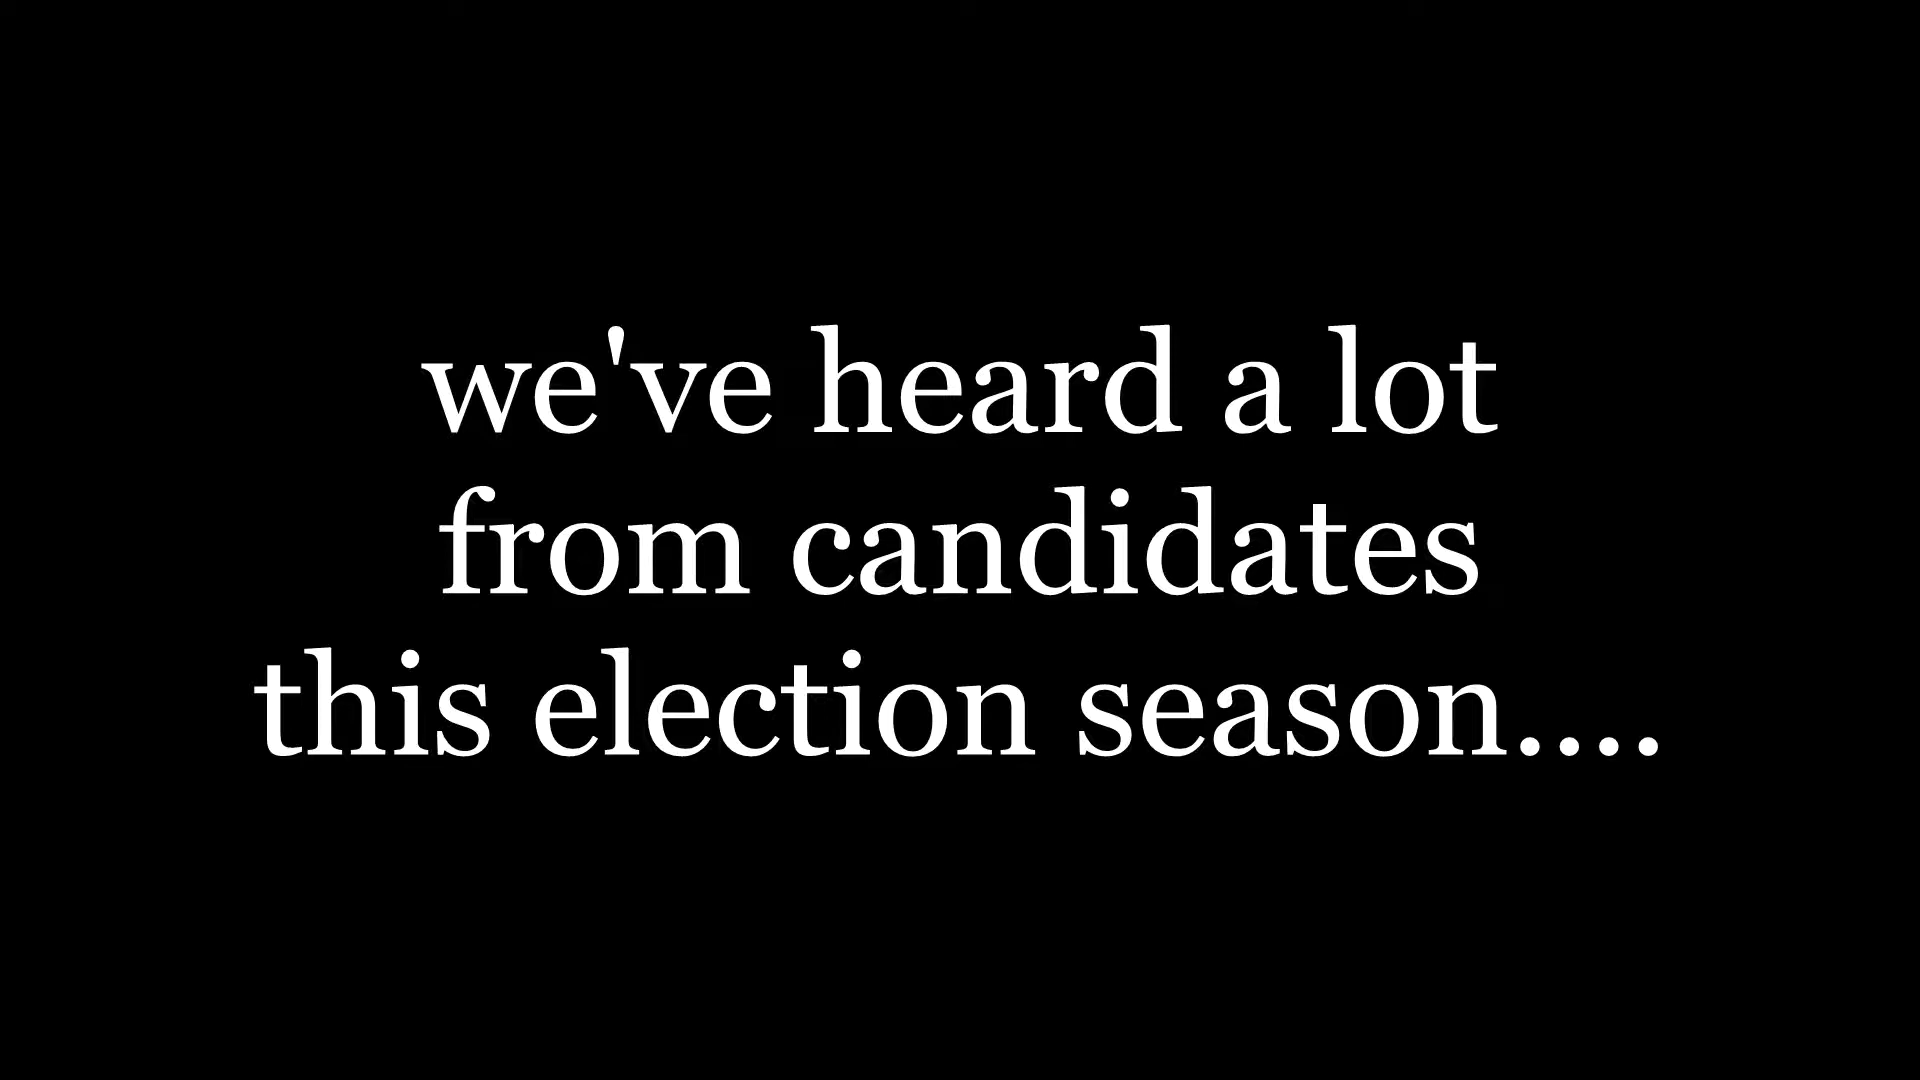 we've heard a lot
from candidates
this election season....